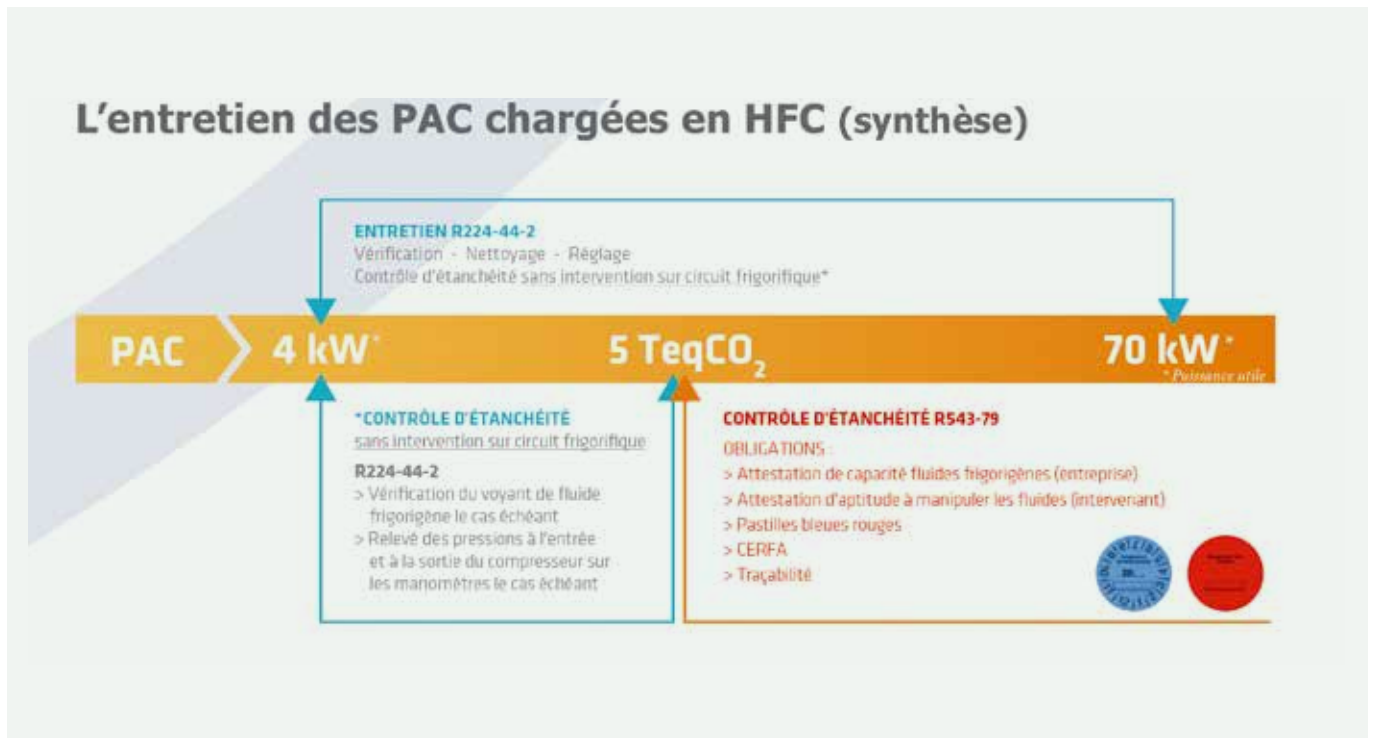 L'entretien des PAC chargées en HFC (synthèse)
ENTRETIEN R224-44-2
Vérification - Nettoyage - Réglage
Contrôle d'étanchéité sans intervention sur circuit frigorifique*
PAC
4 kW*
5 TeqCO₂
70 kW*
* Puissance utile
*CONTRÔLE D'ÉTANCHÉITÉ
sans intervention sur circuit frigorifique
R224-44-2
> Vérification du voyant de fluide
frigorigène le cas échéant
> Relevé des pressions à l'entrée
et à la sortie du compresseur sur
les manomètres le cas échéant
CONTRÔLE D'ÉTANCHÉITÉ R543-79
OBLIGATIONS :
> Attestation de capacité fluides frigorigènes (entreprise)
> Attestation d'aptitude à manipuler les fluides (intervenant)
> Pastilles bleues rouges
> CERFA
> Traçabilité